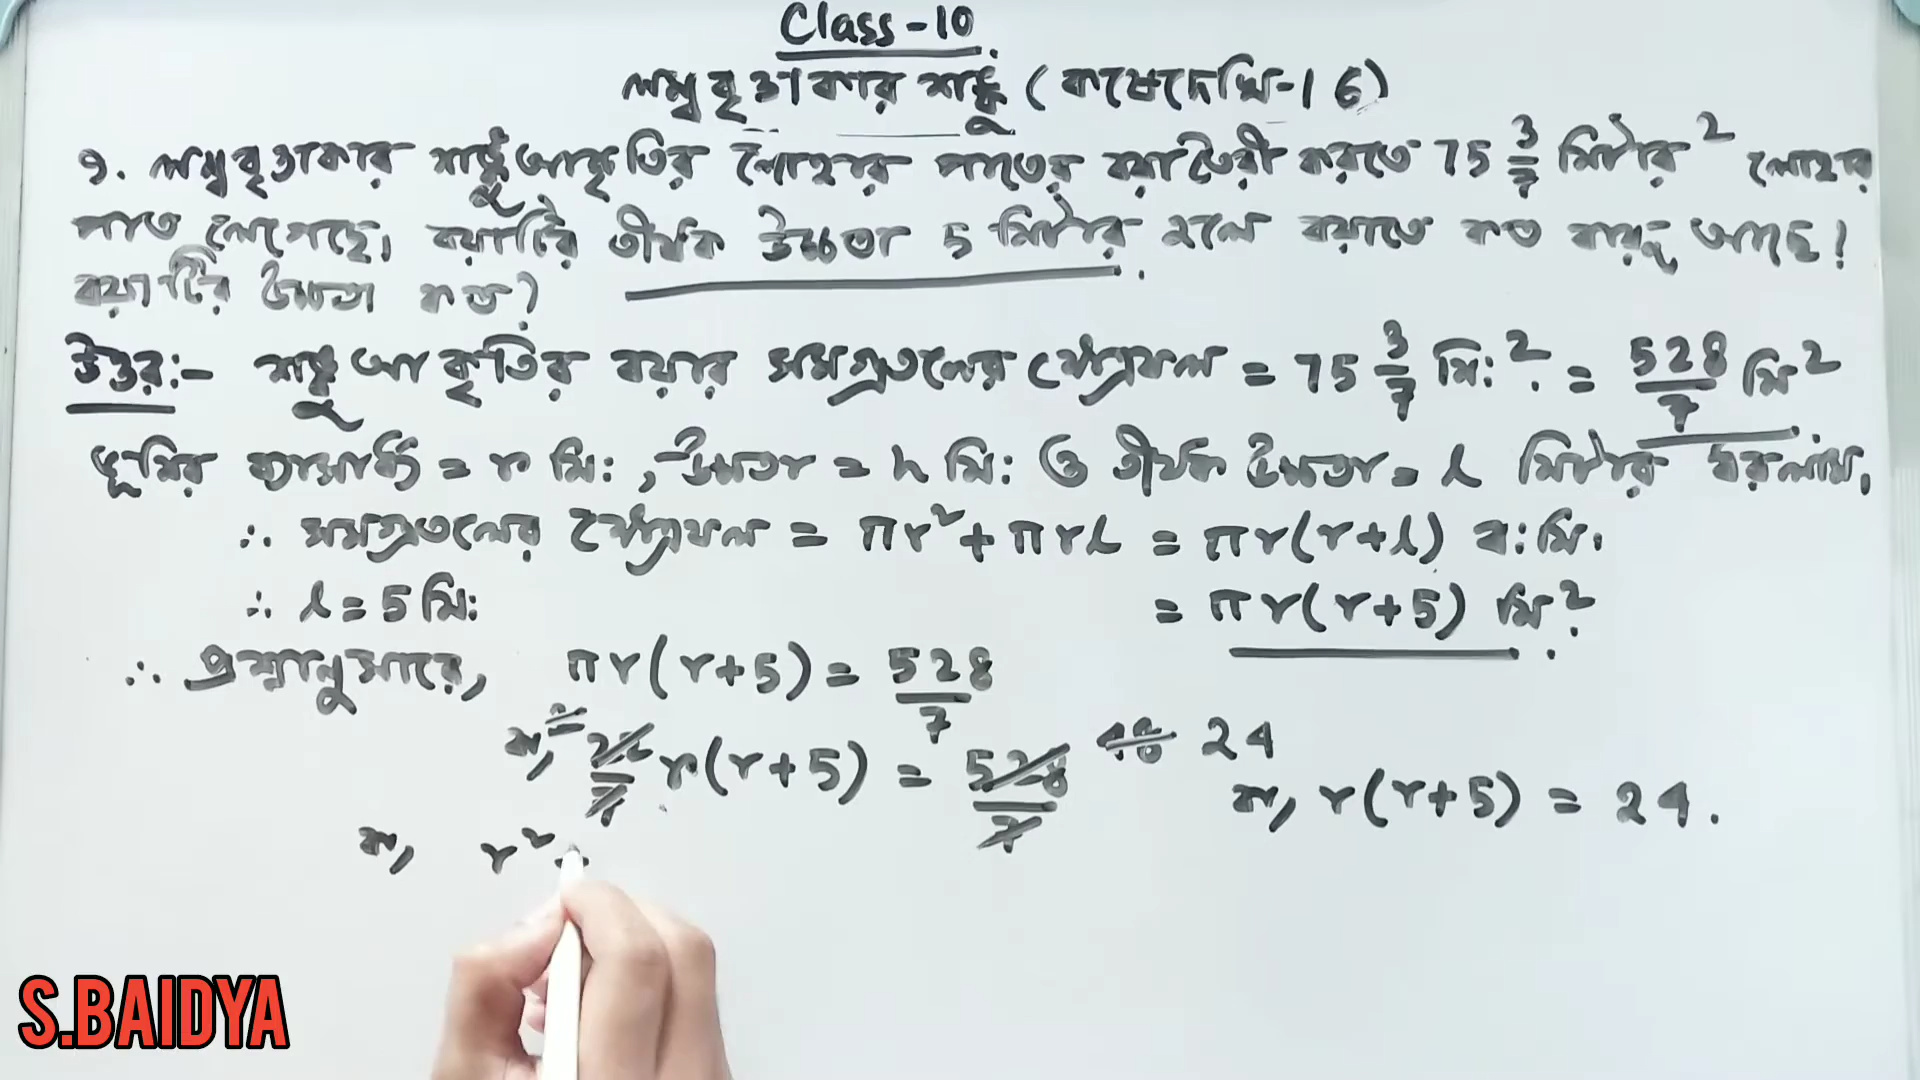 Class-10
লম্ববৃত্তাকার শঙ্কু (কষেদেখি-16)
9. লম্ববৃত্তাকার শঙ্কু আকৃতির লোহার পাতের বয়া তৈরী করতে 75 3/7 মিটার² লোহার
পাত লেগেছে। বয়াটির তীর্যক উচ্চতা 5 মিটার হলে বয়াতে কত বায়ু আছে!
বয়াটির উচ্চতা কত?
উত্তর:- শঙ্কু আকৃতির বয়ার সমগ্রতলের ক্ষেত্রফল = 75 3/7 মি:² = 528/7 মি²
ভূমির ব্যাসার্ধ = r মি:, উচ্চতা = h মি: ও তীর্যক উচ্চতা = l মিটার ধরলাম,
∴ সমগ্রতলের ক্ষেত্রফল = πr²+πrl = πr(r+l) ব:মি:
∴ l = 5 মি: = πr(r+5) মি²
∴ প্রশ্নানুসারে, πr(r+5) = 528/7
বা, 22/7 r(r+5) = 528/7 48 24
বা, r(r+5) = 24.
বা, r²
S.BAIDYA